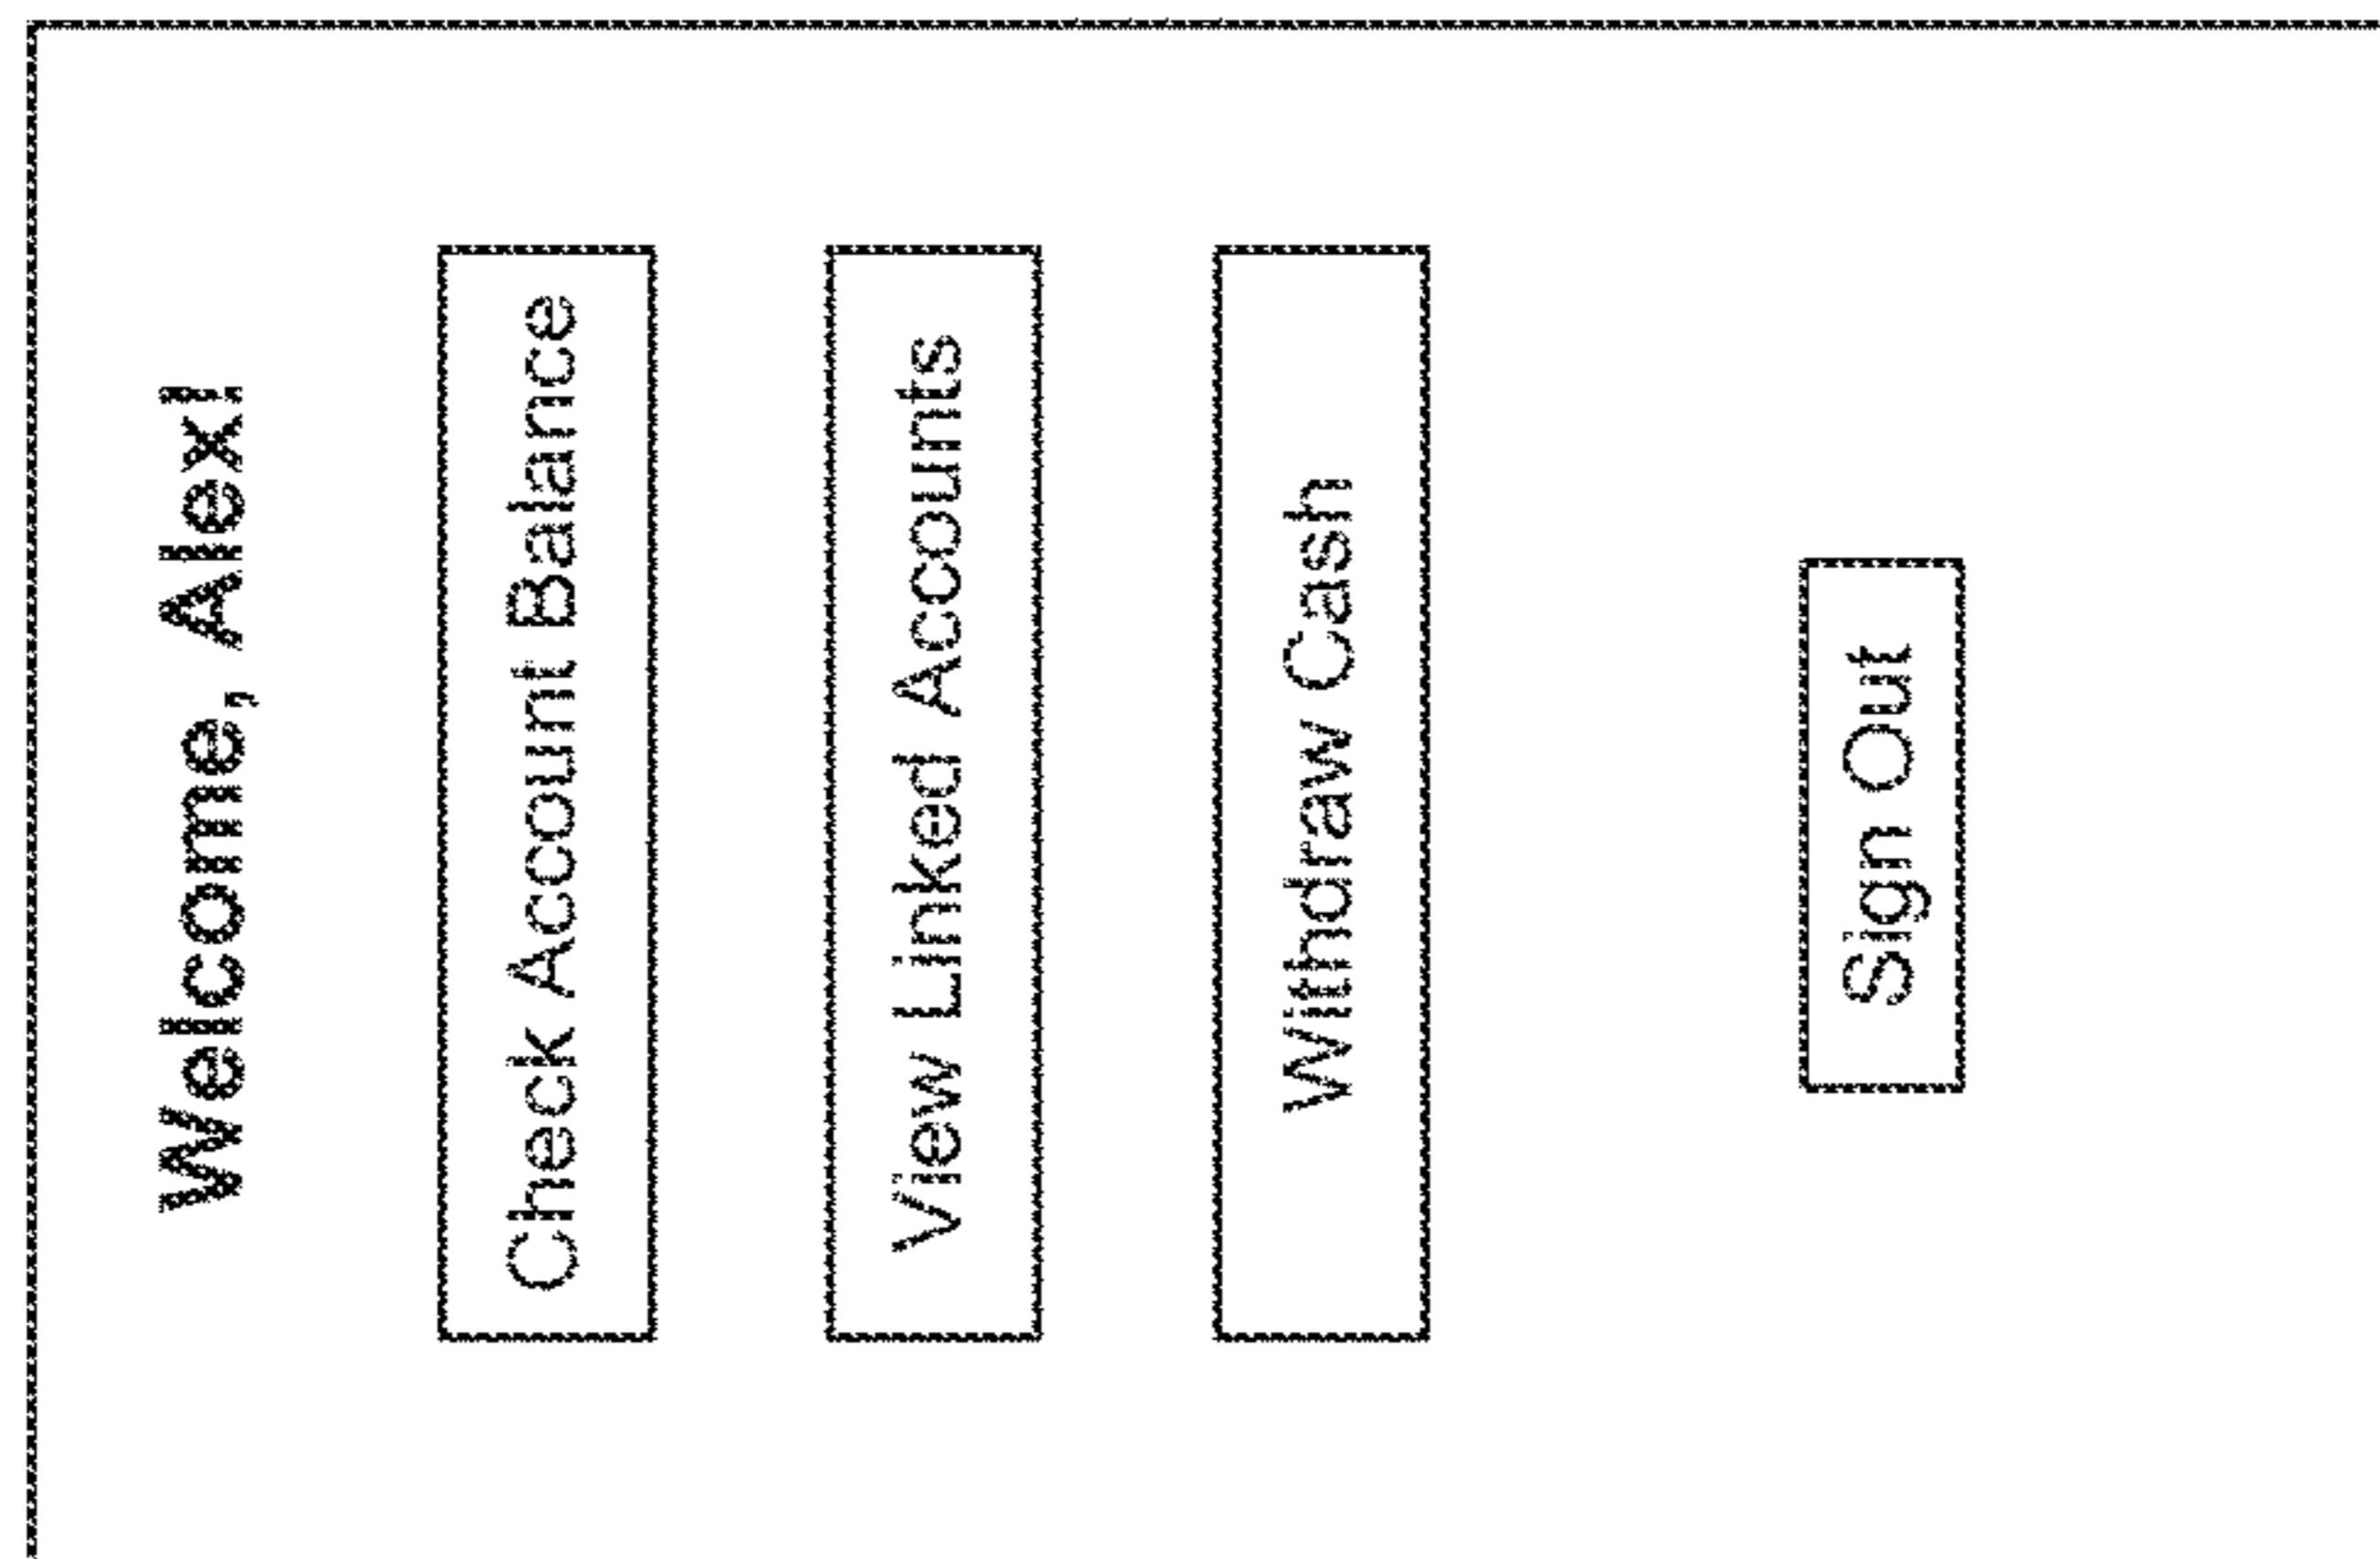 Welcome, Alex!
Check Account Balance
View Linked Accounts
Withdraw Cash
Sign Out